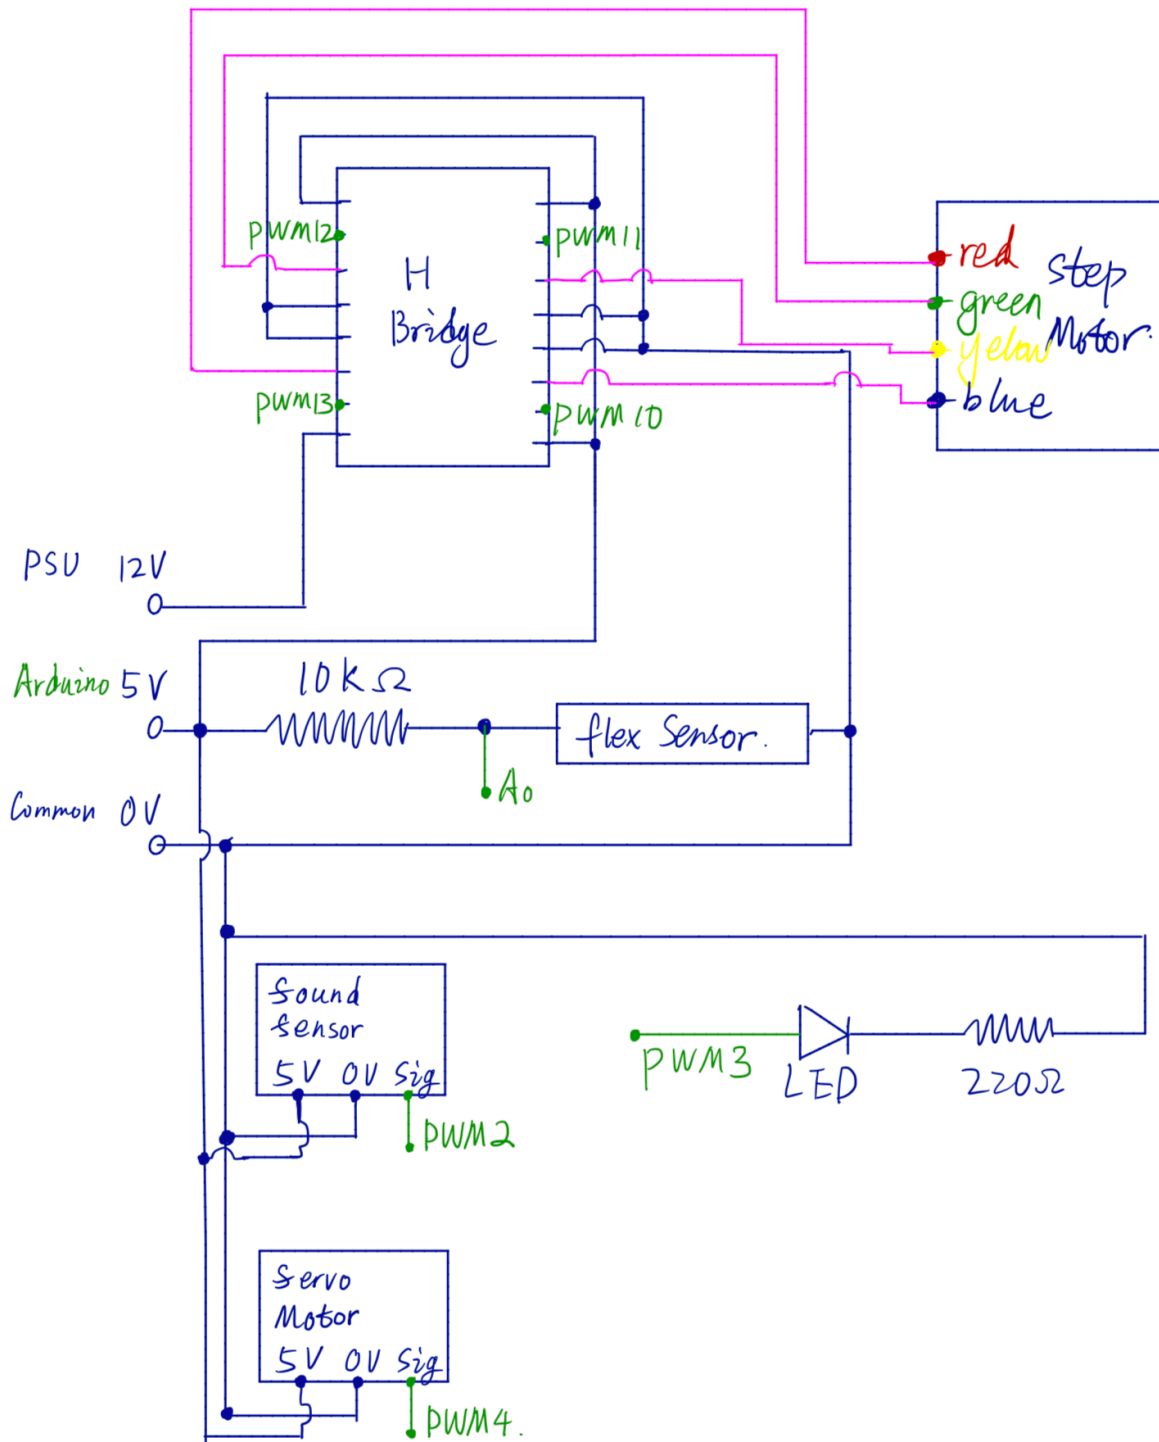 PWM12
PWM11
H
Bridge
PWM13
PWM10
red
green
yelow
blue
Step
Motor.
PSU 12V
Arduino 5V
10KΩ
flex Sensor.
A0
Common 0V
Sound
Sensor
5V 0V Sig
PWM2
PWM3
LED
220Ω
Servo
Motor
5V 0V Sig
PWM4.